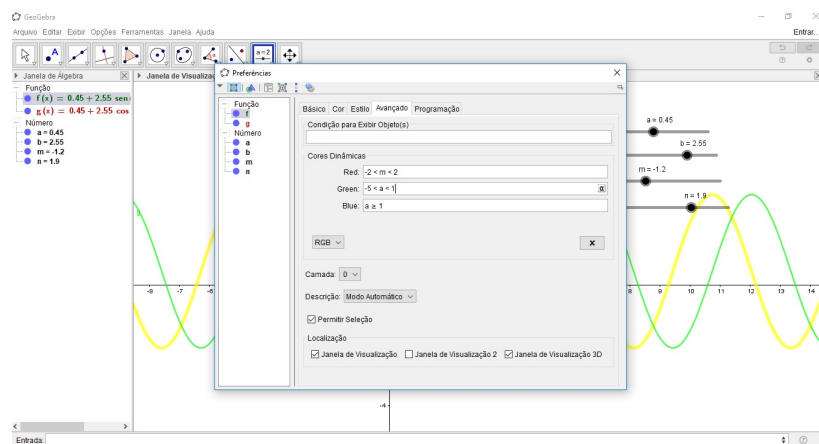 GeoGebra
Arquivo Editar Exibir Opções Ferramentas Janela Ajuda
Entrar...
A
a=2
Janela de Álgebra
Janela de Visualizaç
Função
f(x) = 0.45 + 2.55 sen
g(x) = 0.45 + 2.55 cos
Número
a = 0.45
b = 2.55
m = -1.2
n = 1.9
Preferências
Função
f
g
Número
a
b
m
n
Básico Cor Estilo Avançado Programação
Condição para Exibir Objeto(s)
Cores Dinâmicas
Red: -2 < m < 2
Green: -5 < a < 1
α
Blue: a ≥ 1
RGB
x
Camada: 0
Descrição: Modo Automático
Permitir Seleção
Localização
Janela de Visualização Janela de Visualização 2 Janela de Visualização 3D
a = 0.45
b = 2.55
m = -1.2
n = 1.9
-8 -7 -6
8 9 10 11 12 13 14
-4
Entrada: